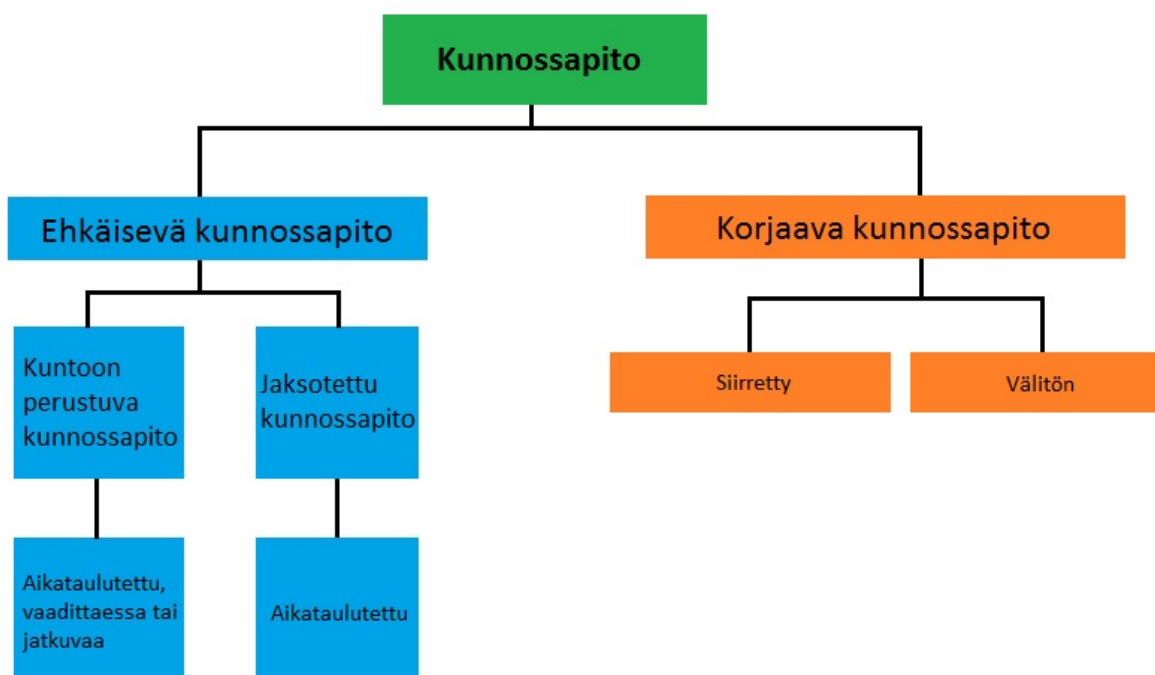 Kunnossapito
Ehkäisevä kunnossapito
Korjaava kunnossapito
Kuntoon
perustuva
kunnossapito
Jaksotettu
kunnossapito
Siirretty
Välitön
Aikataulutettu,
vaadittaessa tai
jatkuvaa
Aikataulutettu